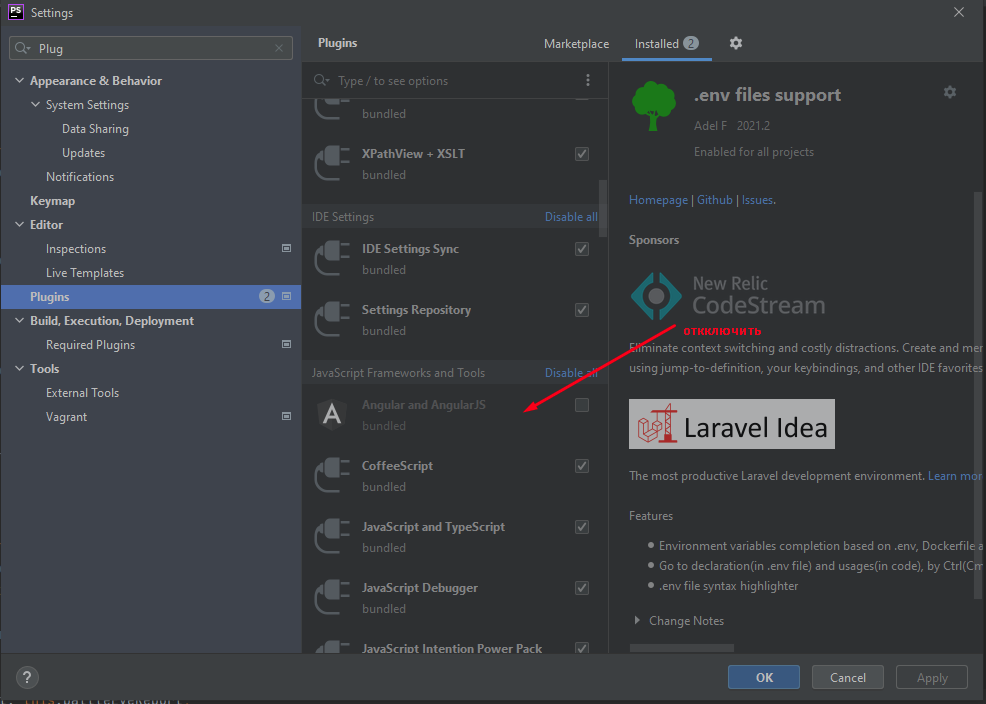 PS Settings
Plug
Appearance & Behavior
System Settings
Data Sharing
Updates
Notifications
Keymap
Editor
Inspections
Live Templates
Plugins 2
Build, Execution, Deployment
Required Plugins
Tools
External Tools
Vagrant
Plugins Marketplace Installed 2
Type / to see options
bundled
XPathView + XSLT
bundled
IDE Settings Disable all
IDE Settings Sync
bundled
Settings Repository
bundled
JavaScript Frameworks and Tools Disable all
Angular and AngularJS
bundled
CoffeeScript
bundled
JavaScript and TypeScript
bundled
JavaScript Debugger
bundled
JavaScript Intention Power Pack
.env files support
Adel F 2021.2
Enabled for all projects
Homepage | Github | Issues.
Sponsors
New Relic
CodeStream
откключить
Eliminate context switching and costly distractions. Create and mer
using jump-to-definition, your keybindings, and other IDE favorites
Laravel Idea
The most productive Laravel development environment. Learn mor
Features
Environment variables completion based on .env, Dockerfile a
Go to declaration(in .env file) and usages(in code), by Ctrl(Cm
.env file syntax highlighter
Change Notes
? OK Cancel Apply